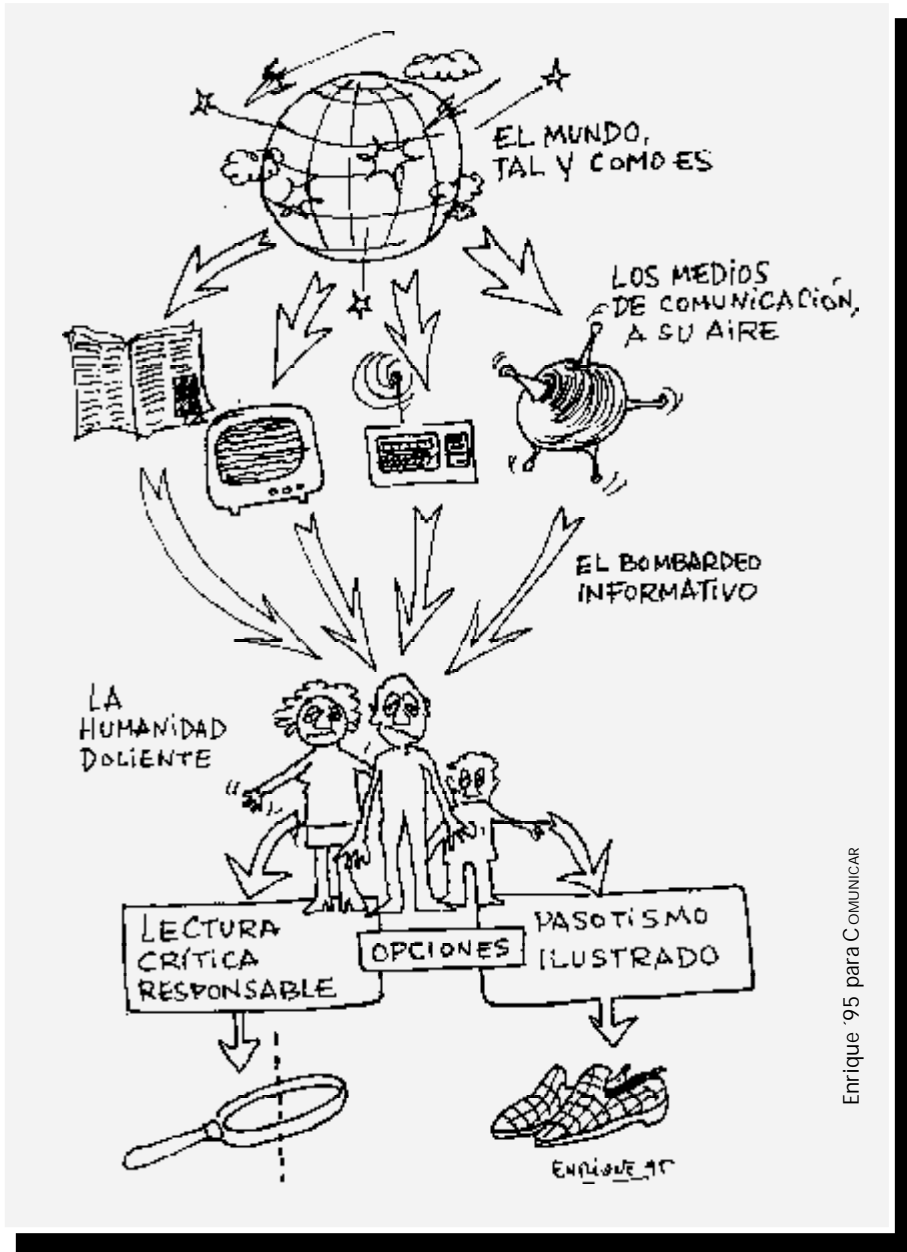 EL MUNDO,
TAL Y COMO ES
LOS MEDIOS
DE COMUNICACIÓN,
A SU AIRE
EL BOMBARDEO
INFORMATIVO
LA
HUMANIDAD
DOLIENTE
LECTURA
CRÍTICA
RESPONSABLE
OPCIONES
PASOTISMO
ILUSTRADO
ENRIQUE 95
Enrique ´95 para COMUNICAR